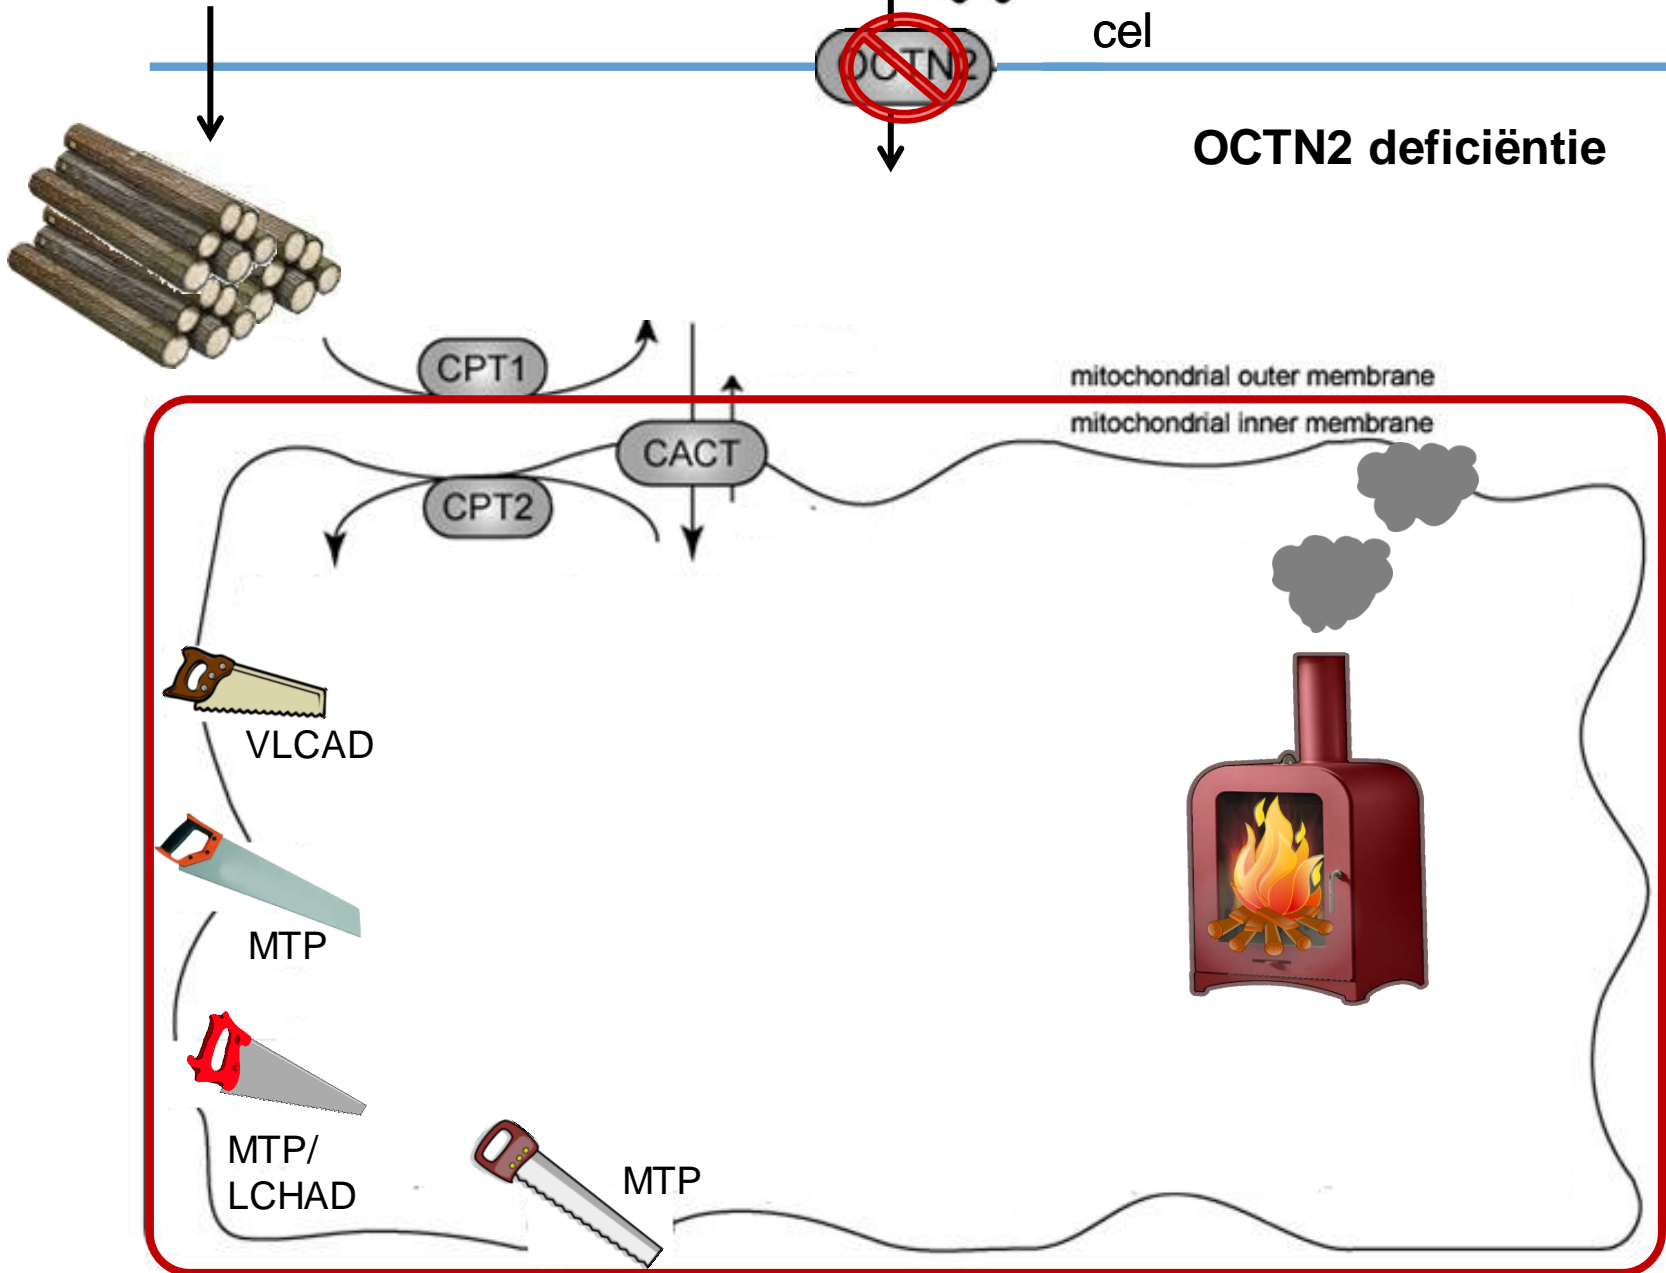 cel
OCTN2
OCTN2 deficiëntie
CPT1
mitochondrial outer membrane
mitochondrial inner membrane
CACT
CPT2
VLCAD
MTP
MTP/
LCHAD
MTP